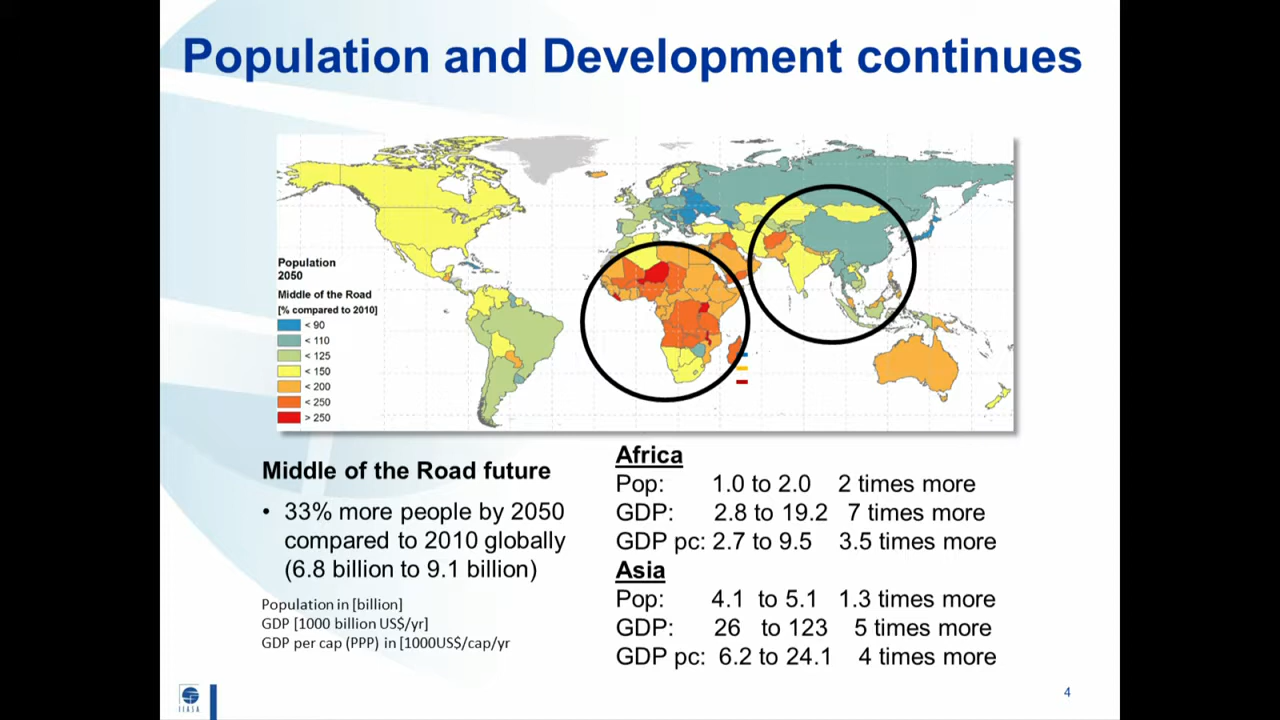 Population and Development continues
Population
2050
Middle of the Road
[% compared to 2010]
< 90
< 110
< 125
< 150
< 200
< 250
> 250
Middle of the Road future
• 33% more people by 2050
compared to 2010 globally
(6.8 billion to 9.1 billion)
Population in [billion]
GDP [1000 billion US$/yr]
GDP per cap (PPP) in [1000US$/cap/yr
Africa
Pop: 1.0 to 2.0 2 times more
GDP: 2.8 to 19.2 7 times more
GDP pc: 2.7 to 9.5 3.5 times more
Asia
Pop: 4.1 to 5.1 1.3 times more
GDP: 26 to 123 5 times more
GDP pc: 6.2 to 24.1 4 times more
IIASA
4